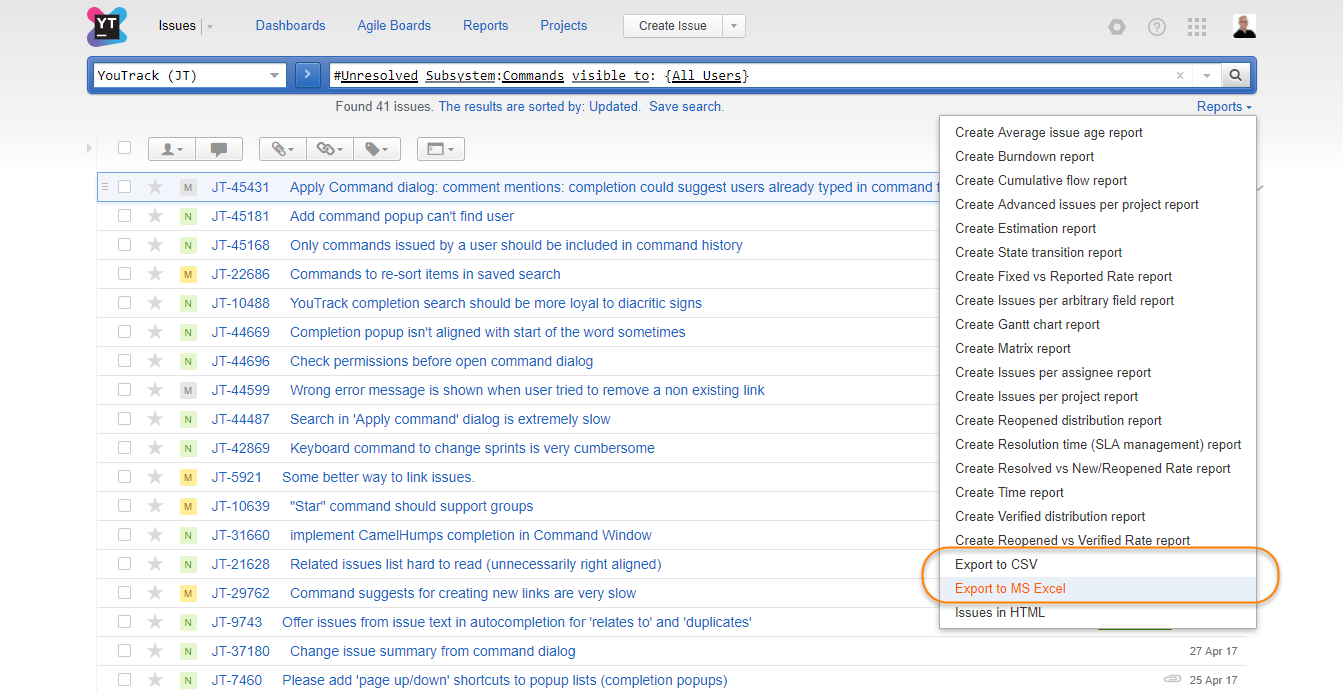 YT
Issues Dashboards Agile Boards Reports Projects Create Issue
YouTrack (JT) #Unresolved Subsystem:Commands visible to: {All Users}
Found 41 issues. The results are sorted by: Updated. Save search. Reports
M JT-45431 Apply Command dialog: comment mentions: completion could suggest users already typed in command
N JT-45181 Add command popup can't find user
N JT-45168 Only commands issued by a user should be included in command history
M JT-22686 Commands to re-sort items in saved search
N JT-10488 YouTrack completion search should be more loyal to diacritic signs
N JT-44669 Completion popup isn't aligned with start of the word sometimes
N JT-44696 Check permissions before open command dialog
M JT-44599 Wrong error message is shown when user tried to remove a non existing link
N JT-44487 Search in 'Apply command' dialog is extremely slow
N JT-42869 Keyboard command to change sprints is very cumbersome
M JT-5921 Some better way to link issues.
M JT-10639 "Star" command should support groups
N JT-31660 implement CamelHumps completion in Command Window
N JT-21628 Related issues list hard to read (unnecessarily right aligned)
M JT-29762 Command suggests for creating new links are very slow
N JT-9743 Offer issues from issue text in autocompletion for 'relates to' and 'duplicates'
N JT-37180 Change issue summary from command dialog 27 Apr 17
N JT-7460 Please add 'page up/down' shortcuts to popup lists (completion popups) 25 Apr 17
Create Average issue age report
Create Burndown report
Create Cumulative flow report
Create Advanced issues per project report
Create Estimation report
Create State transition report
Create Fixed vs Reported Rate report
Create Issues per arbitrary field report
Create Gantt chart report
Create Matrix report
Create Issues per assignee report
Create Issues per project report
Create Reopened distribution report
Create Resolution time (SLA management) report
Create Resolved vs New/Reopened Rate report
Create Time report
Create Verified distribution report
Create Reopened vs Verified Rate report
Export to CSV
Export to MS Excel
Issues in HTML